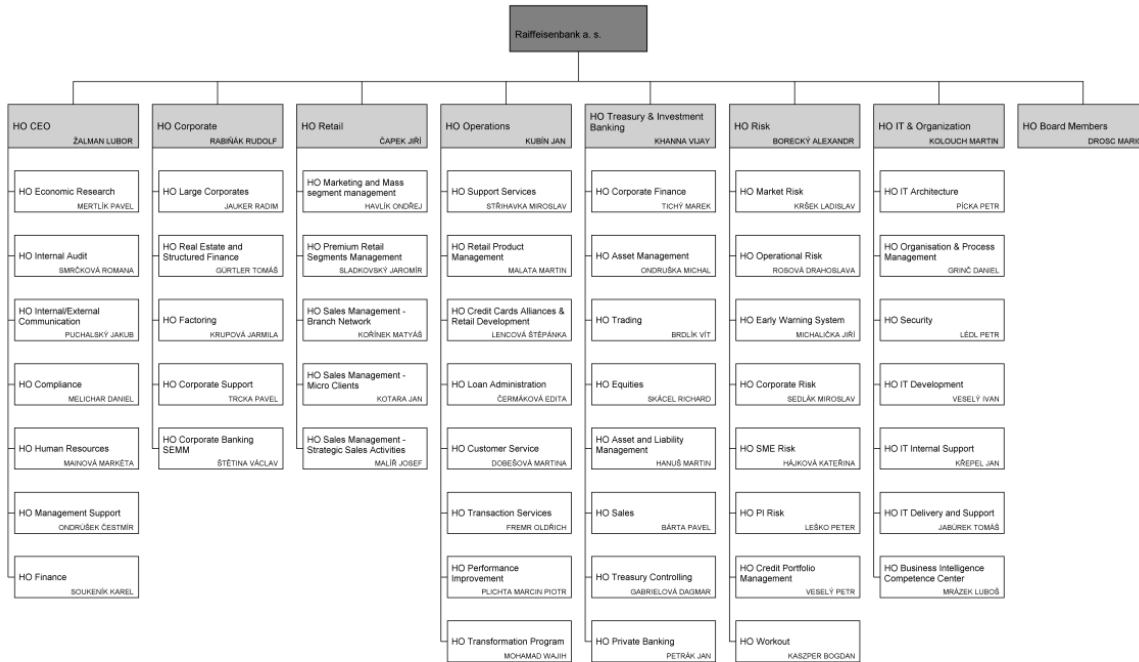 Raiffeisenbank a. s.
HO CEO
ŽALMAN LUBOR
HO Economic Research
MERTLÍK PAVEL
HO Internal Audit
SMRČKOVÁ ROMANA
HO Internal/External
Communication
PUCHALSKÝ JAKUB
HO Compliance
MELICHAR DANIEL
HO Human Resources
MAINOVÁ MARKÉTA
HO Management Support
ONDRÚŠEK ČESTMÍR
HO Finance
SOUKENÍK KAREL
HO Corporate
RABIŇÁK RUDOLF
HO Large Corporates
JAUKER RADIM
HO Real Estate and
Structured Finance
GÜRTLER TOMÁŠ
HO Factoring
KRUPOVÁ JARMILA
HO Corporate Support
TRCKA PAVEL
HO Corporate Banking
SEMM
ŠTĚTINA VÁCLAV
HO Retail
ČAPEK JIŘÍ
HO Marketing and Mass
segment management
HAVLÍK ONDŘEJ
HO Premium Retail
Segments Management
SLADKOVSKÝ JAROMÍR
HO Sales Management -
Branch Network
KOŘÍNEK MATYÁŠ
HO Sales Management -
Micro Clients
KOTARA JAN
HO Sales Management -
Strategic Sales Activities
MALÍŘ JOSEF
HO Operations
KUBÍN JAN
HO Support Services
STŘIHAVKA MIROSLAV
HO Retail Product
Management
MALATA MARTIN
HO Credit Cards Alliances &
Retail Development
LENCOVÁ ŠTĚPÁNKA
HO Loan Administration
ČERMÁKOVÁ EDITA
HO Customer Service
DOBEŠOVÁ MARTINA
HO Transaction Services
FREMR OLDŘICH
HO Performance
Improvement
PLICHTA MARCIN PIOTR
HO Transformation Program
MOHAMAD WAJIH
HO Treasury & Investment
Banking
KHANNA VIJAY
HO Corporate Finance
TICHÝ MAREK
HO Asset Management
ONDRUŠKA MICHAL
HO Trading
BRDLÍK VÍT
HO Equities
SKÁCEL RICHARD
HO Asset and Liability
Management
HANUŠ MARTIN
HO Sales
BÁRTA PAVEL
HO Treasury Controlling
GABRIELOVÁ DAGMAR
HO Private Banking
PETRÁK JAN
HO Risk
BORECKÝ ALEXANDR
HO Market Risk
KRŠEK LADISLAV
HO Operational Risk
ROSOVÁ DRAHOSLAVA
HO Early Warning System
MICHALIČKA JIŘÍ
HO Corporate Risk
SEDLÁK MIROSLAV
HO SME Risk
HÁJKOVÁ KATEŘINA
HO PI Risk
LEŠKO PETER
HO Credit Portfolio
Management
VESELÝ PETR
HO Workout
KASZPER BOGDAN
HO IT & Organization
KOLOUCH MARTIN
HO IT Architecture
PÍCKA PETR
HO Organisation & Process
Management
GRINČ DANIEL
HO Security
LÉDL PETR
HO IT Development
VESELÝ IVAN
HO IT Internal Support
KŘEPEL JAN
HO IT Delivery and Support
JABŮREK TOMÁŠ
HO Business Intelligence
Competence Center
MRÁZEK LUBOŠ
HO Board Members
DROSC MARIO